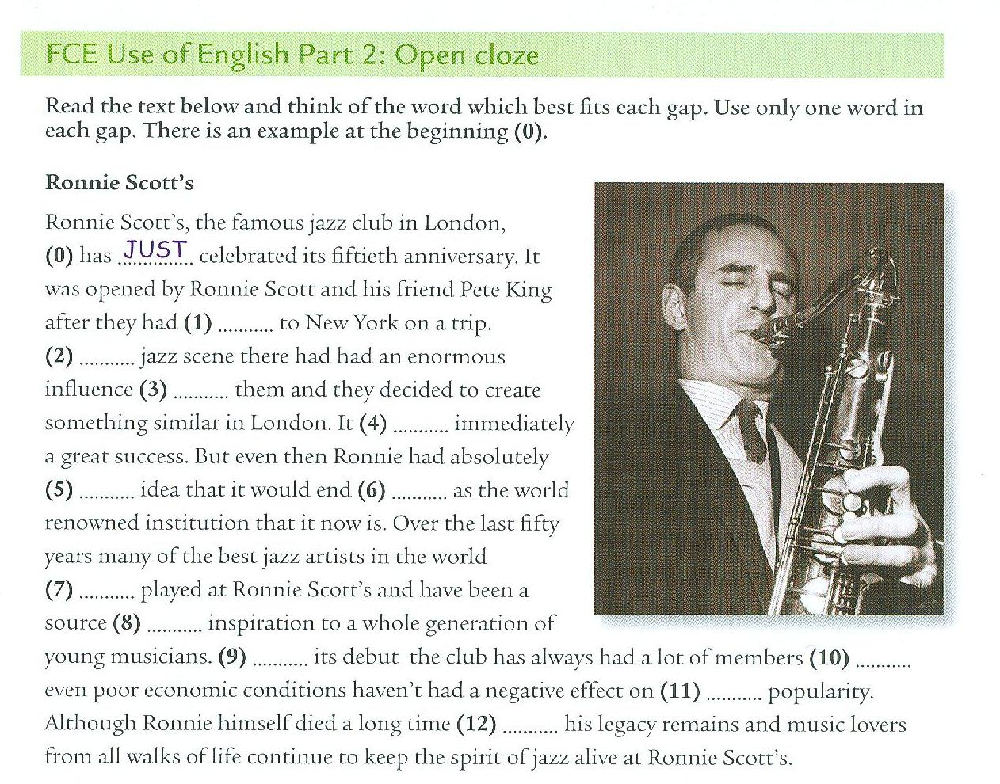 FCE Use of English Part 2: Open cloze
Read the text below and think of the word which best fits each gap. Use only one word in
each gap. There is an example at the beginning (0).
Ronnie Scott's
Ronnie Scott's, the famous jazz club in London,
(0) has JUST celebrated its fiftieth anniversary. It
was opened by Ronnie Scott and his friend Pete King
after they had (1) ........... to New York on a trip.
(2) ........... jazz scene there had had an enormous
influence (3) ........... them and they decided to create
something similar in London. It (4) ........... immediately
a great success. But even then Ronnie had absolutely
(5) ........... idea that it would end (6) ........... as the world
renowned institution that it now is. Over the last fifty
years many of the best jazz artists in the world
(7) ........... played at Ronnie Scott's and have been a
source (8) ........... inspiration to a whole generation of
young musicians. (9) ........... its debut the club has always had a lot of members (10) ...........
even poor economic conditions haven't had a negative effect on (11) ........... popularity.
Although Ronnie himself died a long time (12) ........... his legacy remains and music lovers
from all walks of life continue to keep the spirit of jazz alive at Ronnie Scott's.